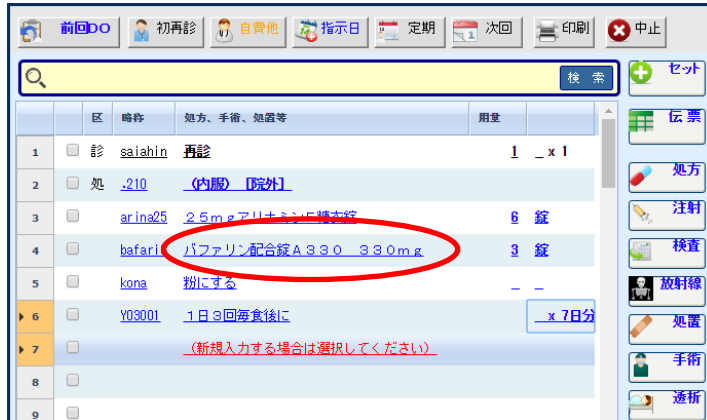 前回DO 初再診 自費他 指示日 定期 次回 印刷 中止
検 索 セット
区 略称 処方、手術、処置等 用量 伝票
1 診 saiahin 再診 1 _ x 1
2 処 .210 (内服) [院外] 処方
3 arina25 25mgアリナミンF糖衣錠 6 錠 注射
4 bafari バファリン配合錠A330 330mg 3 錠 検査
5 kona 粉にする _ _ 放射線
6 Y03001 1日3回毎食後に _ x 7日分 処置
7 (新規入力する場合は選択してください) 手術
8 透析
9